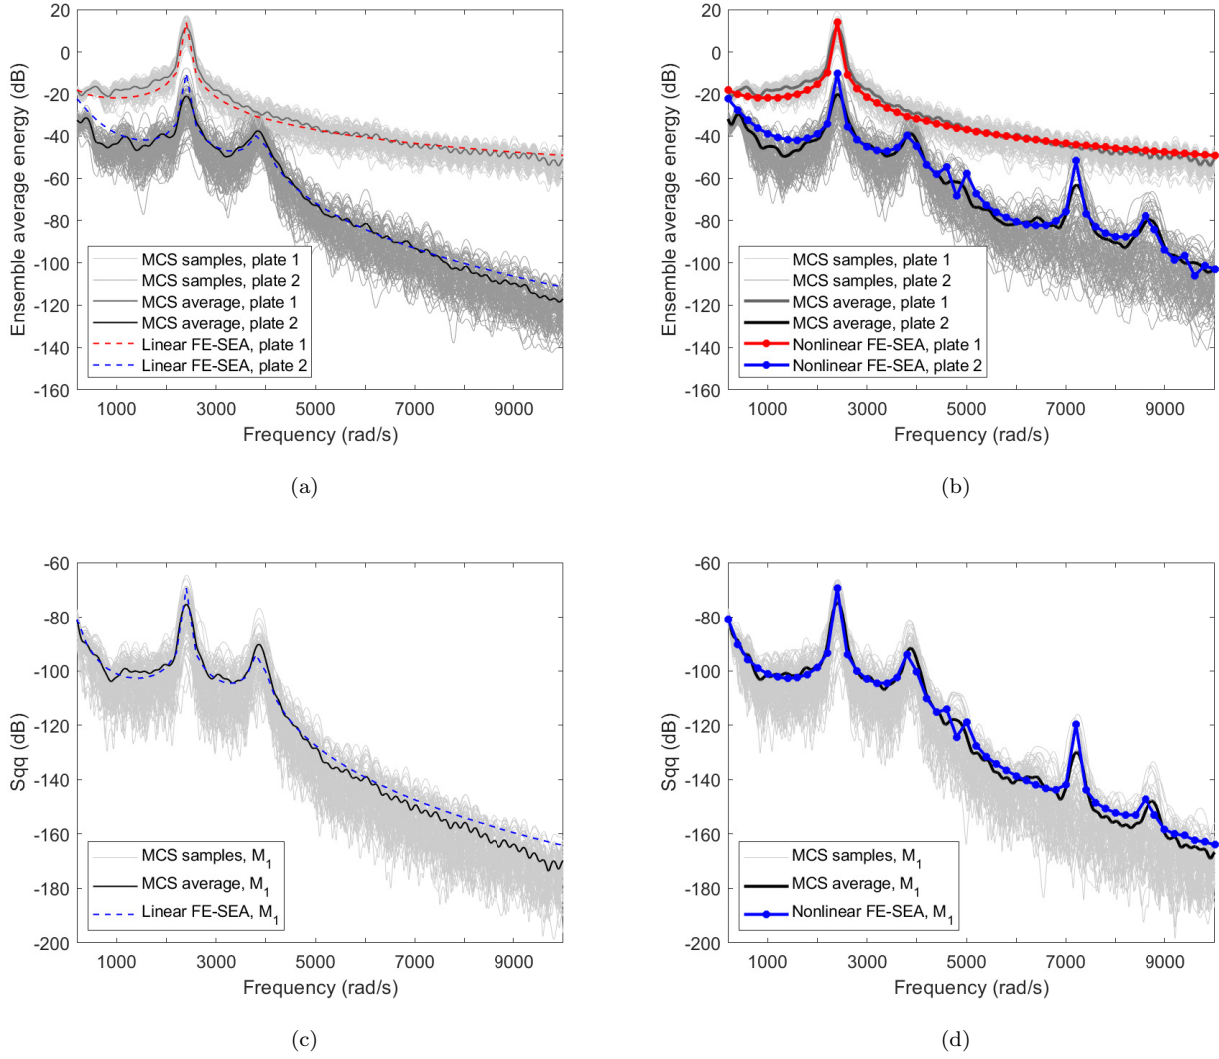 Ensemble average energy (dB)
20
0
-20
-40
-60
-80
-100
-120
-140
-160
MCS samples, plate 1
MCS samples, plate 2
MCS average, plate 1
MCS average, plate 2
Linear FE-SEA, plate 1
Linear FE-SEA, plate 2
1000 3000 5000 7000 9000
Frequency (rad/s)
(a)
Ensemble average energy (dB)
20
0
-20
-40
-60
-80
-100
-120
-140
-160
MCS samples, plate 1
MCS samples, plate 2
MCS average, plate 1
MCS average, plate 2
Nonlinear FE-SEA, plate 1
Nonlinear FE-SEA, plate 2
1000 3000 5000 7000 9000
Frequency (rad/s)
(b)
Sqq (dB)
-60
-80
-100
-120
-140
-160
-180
-200
MCS samples, M1
MCS average, M1
Linear FE-SEA, M1
1000 3000 5000 7000 9000
Frequency (rad/s)
(c)
Sqq (dB)
-60
-80
-100
-120
-140
-160
-180
-200
MCS samples, M1
MCS average, M1
Nonlinear FE-SEA, M1
1000 3000 5000 7000 9000
Frequency (rad/s)
(d)